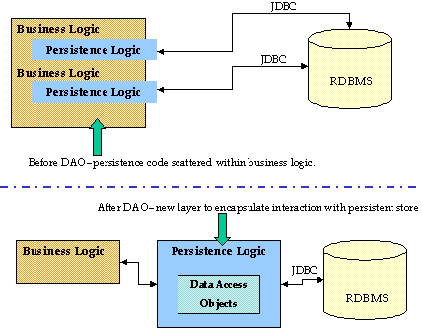 JDBC
Business Logic
Persistence Logic
Business Logic
Persistence Logic
JDBC
RDBMS
Before DAO–persistence code scattered within business logic.
After DAO–new layer to encapsulate interaction with persistent store
Business Logic
Persistence Logic
Data Access
Objects
JDBC
RDBMS